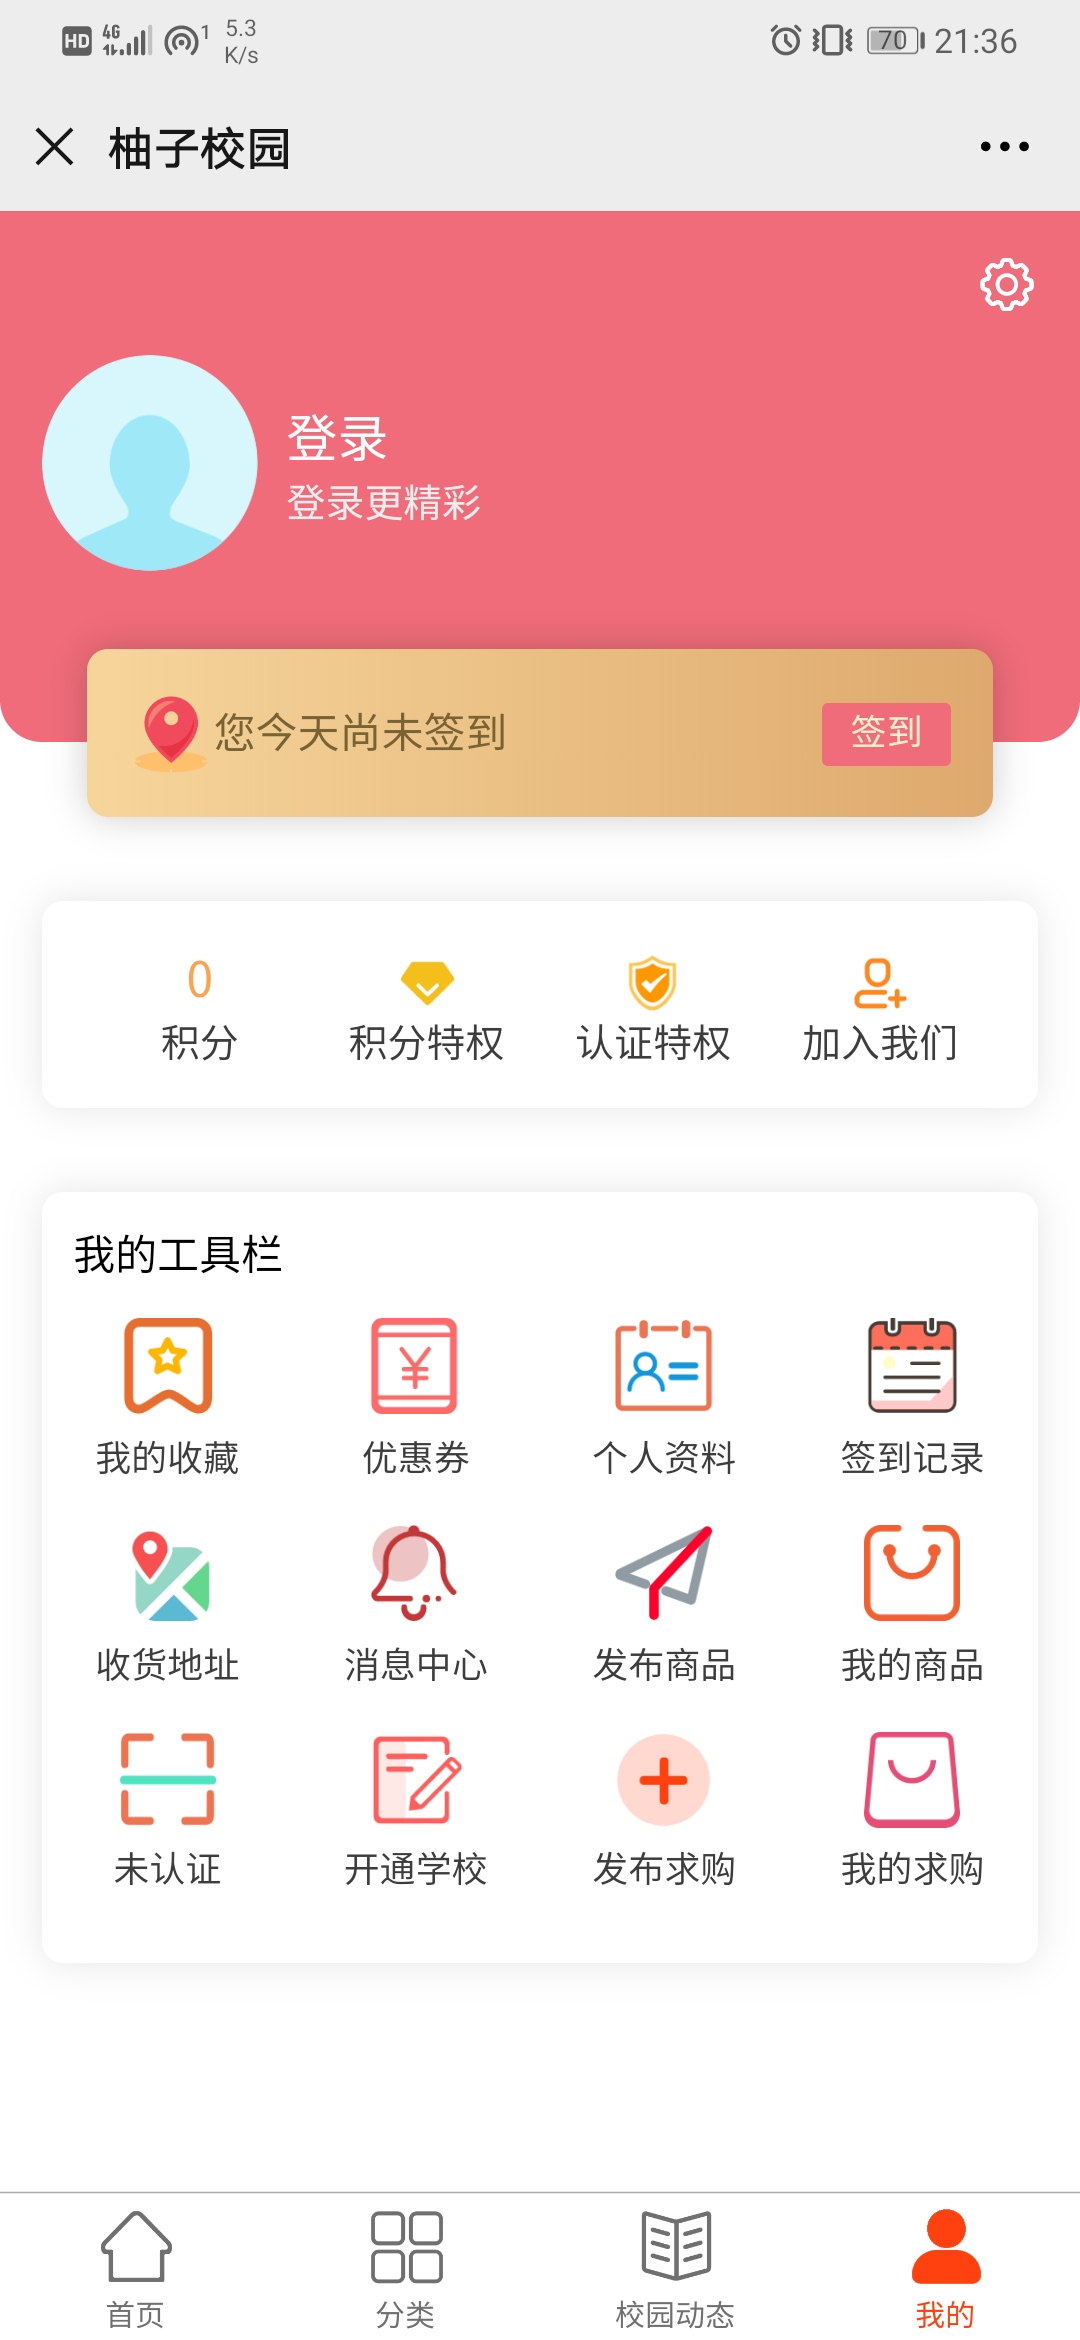 HD 4G 1 5.3 K/s 70 21:36
柚子校园
登录
登录更精彩
您今天尚未签到 签到
0
积分 积分特权 认证特权 加入我们
我的工具栏
我的收藏 优惠券 个人资料 签到记录
收货地址 消息中心 发布商品 我的商品
未认证 开通学校 发布求购 我的求购
首页 分类 校园动态 我的